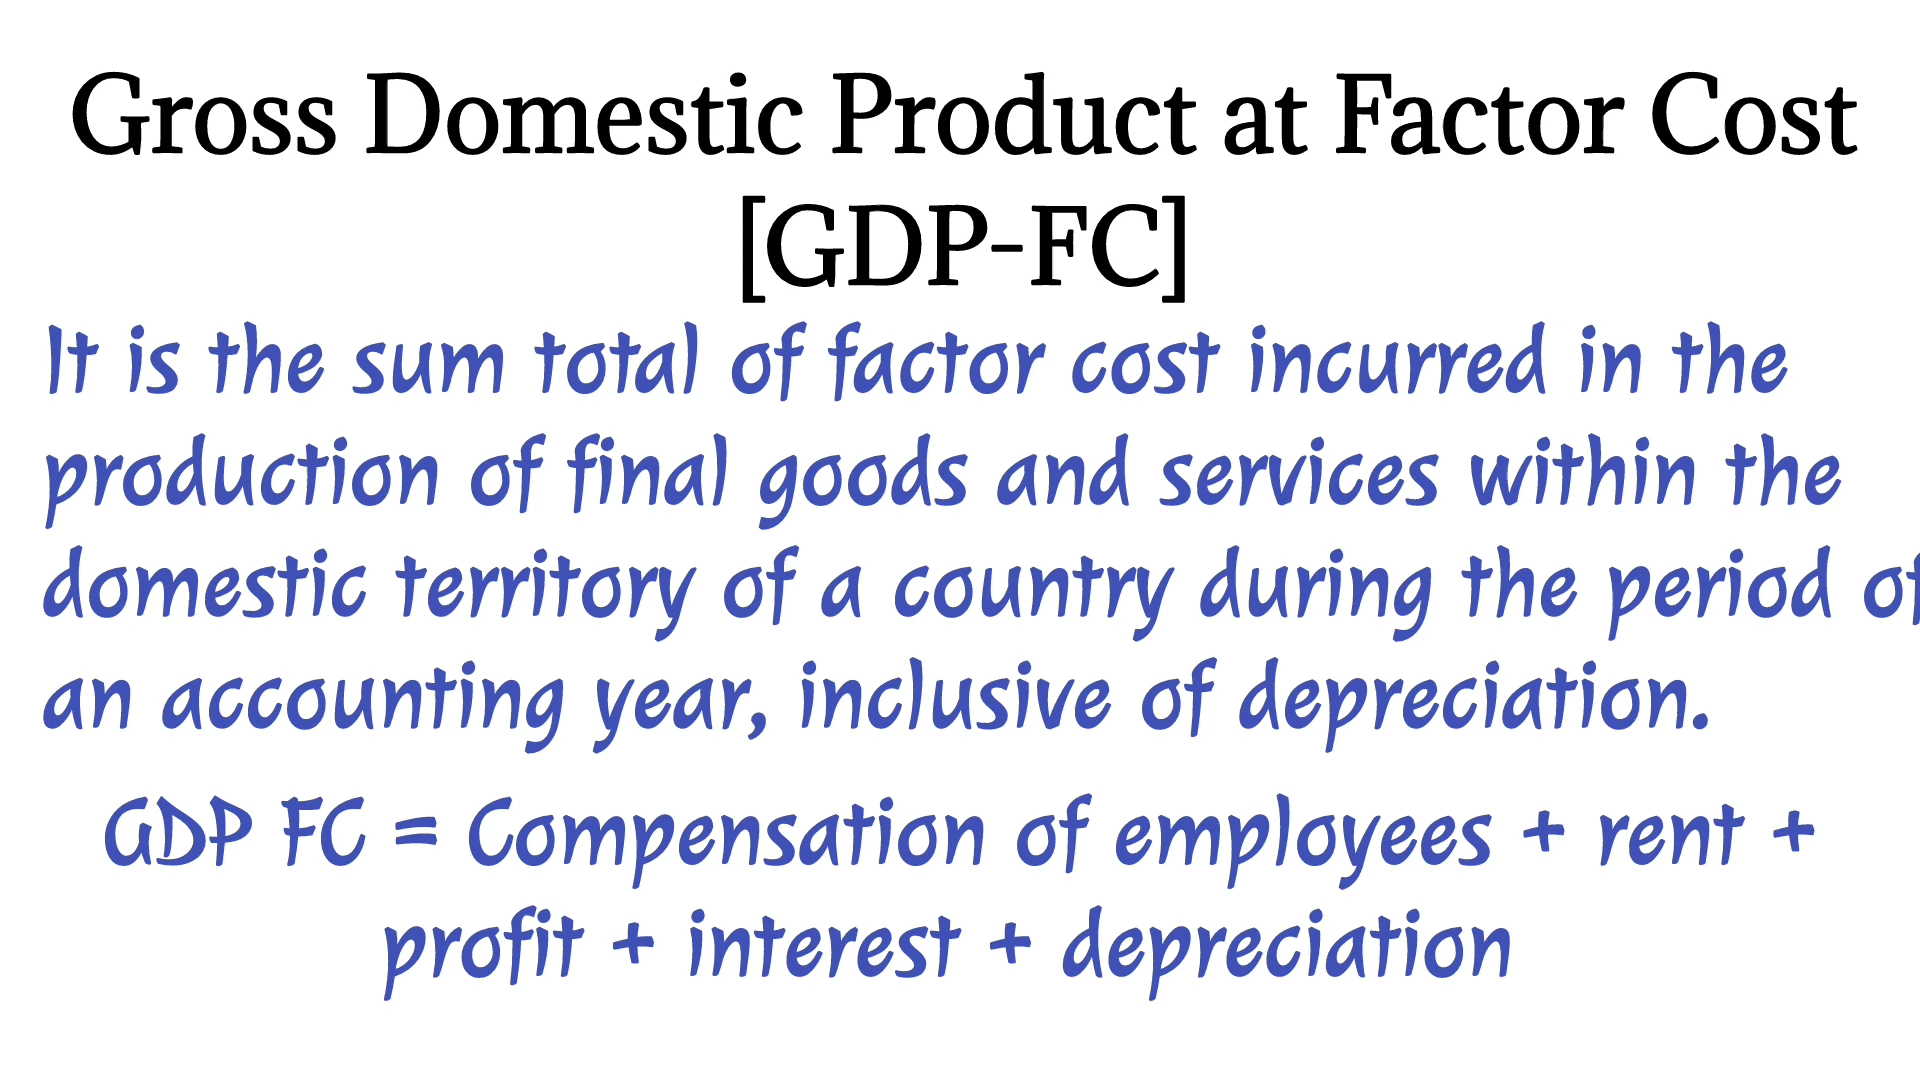 Gross Domestic Product at Factor Cost
[GDP-FC]
It is the sum total of factor cost incurred in the
production of final goods and services within the
domestic territory of a country during the period of
an accounting year, inclusive of depreciation.
GDP FC = Compensation of employees + rent +
profit + interest + depreciation